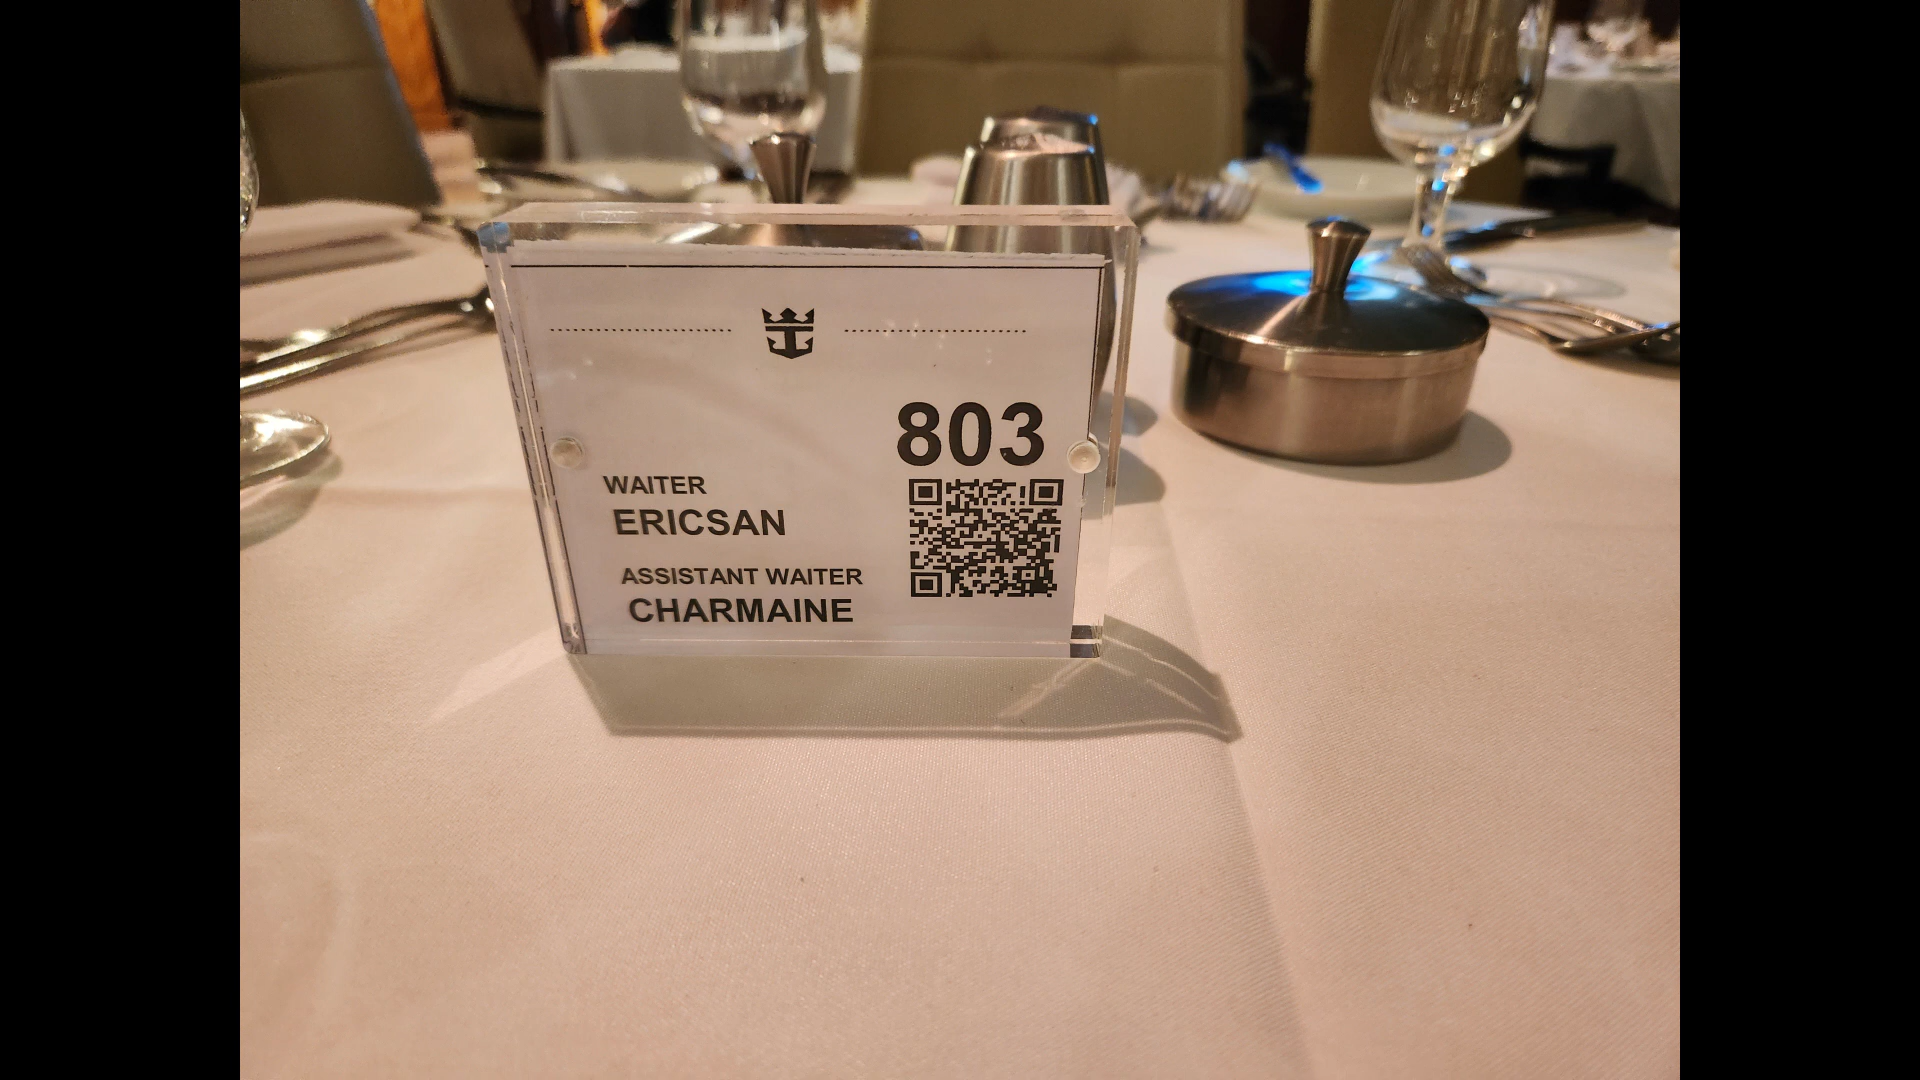 803
WAITER
ERICSAN
ASSISTANT WAITER
CHARMAINE